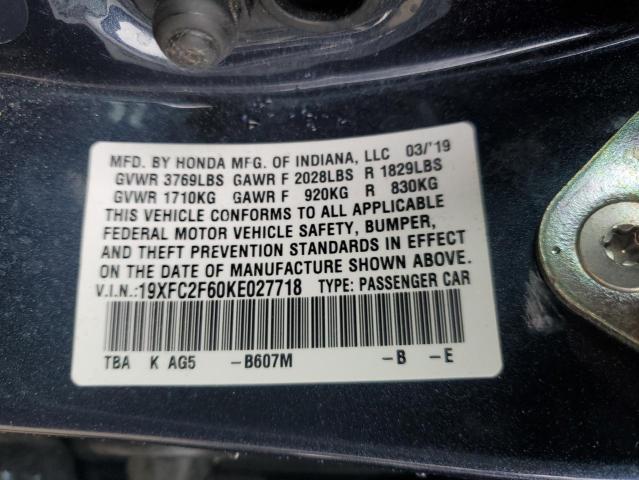 MFD. BY HONDA MFG. OF INDIANA, LLC 03/'19
GVWR 3769LBS GAWR F 2028LBS R 1829LBS
GVWR 1710KG GAWR F 920KG R 830KG
THIS VEHICLE CONFORMS TO ALL APPLICABLE
FEDERAL MOTOR VEHICLE SAFETY, BUMPER,
AND THEFT PREVENTION STANDARDS IN EFFECT
ON THE DATE OF MANUFACTURE SHOWN ABOVE.
V.I.N.:19XFC2F60KE027718 TYPE: PASSENGER CAR
TBA K AG5 -B607M -B -E